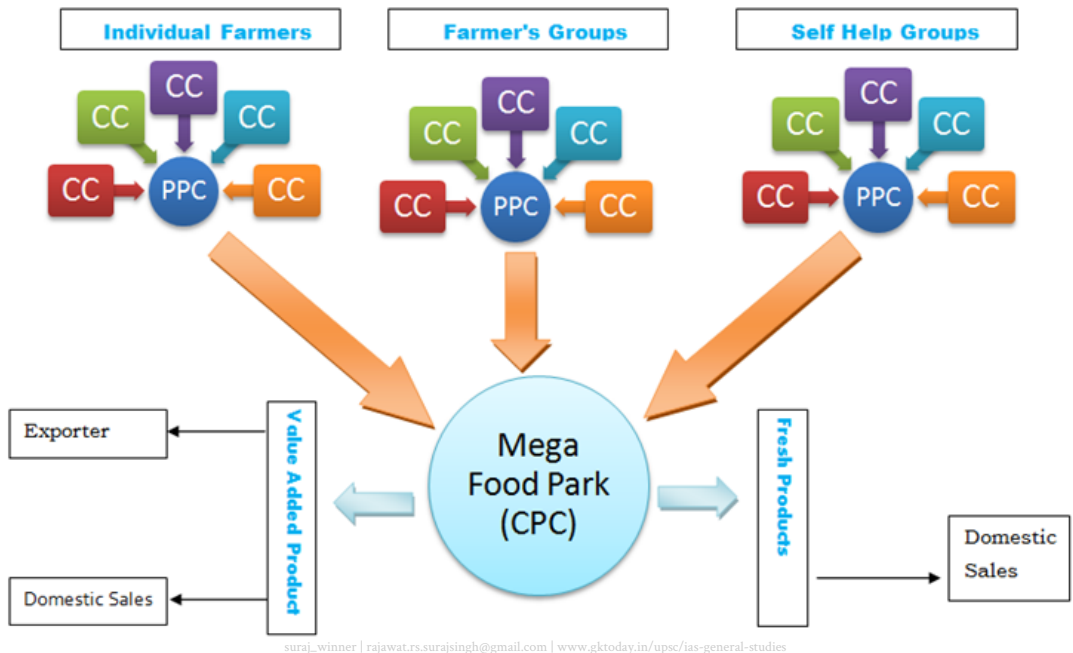 Individual Farmers
Farmer's Groups
Self Help Groups
CC
CC
CC
CC
CC
PPC
CC
CC
CC
CC
CC
PPC
CC
CC
CC
CC
CC
PPC
Mega
Food Park
(CPC)
Value Added Product
Exporter
Domestic Sales
Fresh Products
Domestic
Sales
suraj_winner | rajawat.rs.surajsingh@gmail.com | www.gktoday.in/upsc/ias-general-studies